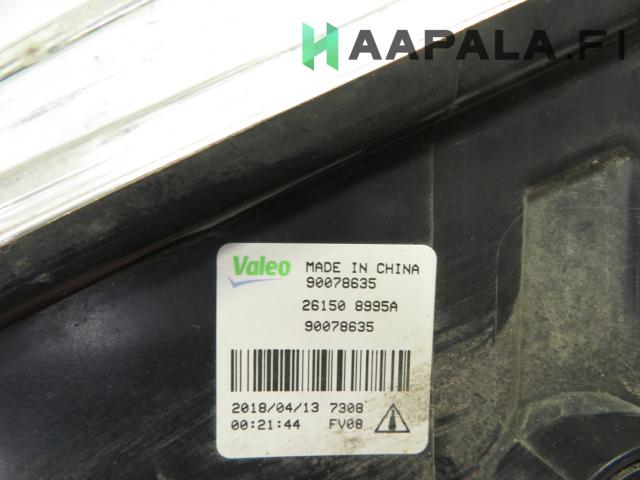 HAAPALA.FI
Valeo MADE IN CHINA
90078635
26150 8995A
90078635
2018/04/13 7308
00:21:44 FV08